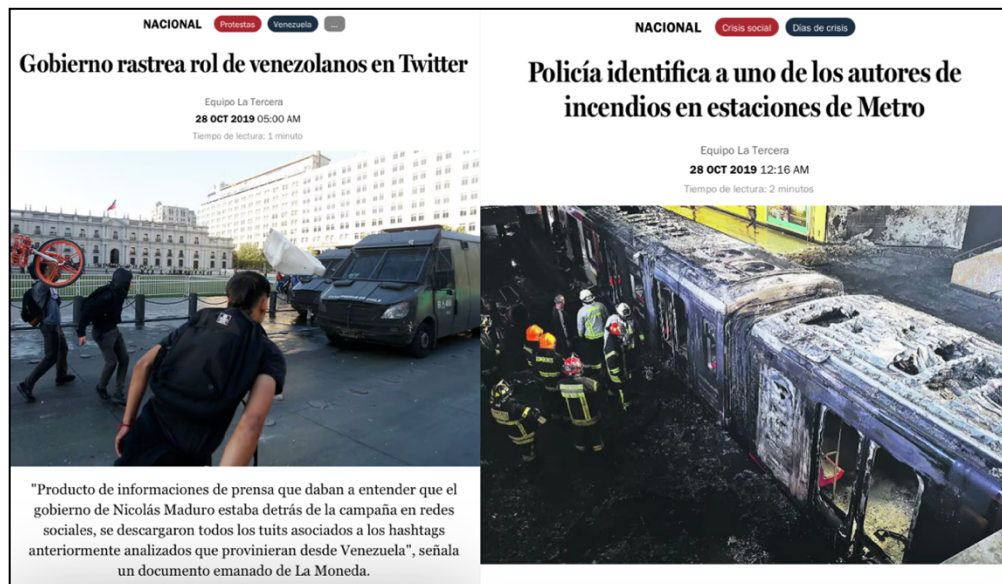 NACIONAL Protestas Venezuela ...
Gobierno rastrea rol de venezolanos en Twitter
Equipo La Tercera
28 OCT 2019 05:00 AM
Tiempo de lectura: 1 minuto
"Producto de informaciones de prensa que daban a entender que el
gobierno de Nicolás Maduro estaba detrás de la campaña en redes
sociales, se descargaron todos los tuits asociados a los hashtags
anteriormente analizados que provinieran desde Venezuela", señala
un documento emanado de La Moneda.
NACIONAL Crisis social Días de crisis
Policía identifica a uno de los autores de
incendios en estaciones de Metro
Equipo La Tercera
28 OCT 2019 12:16 AM
Tiempo de lectura: 2 minutos